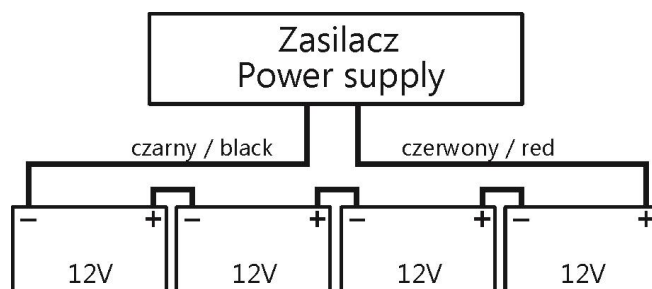 Zasilacz
Power supply
czarny / black
czerwony / red
− + − + − + − +
12V 12V 12V 12V